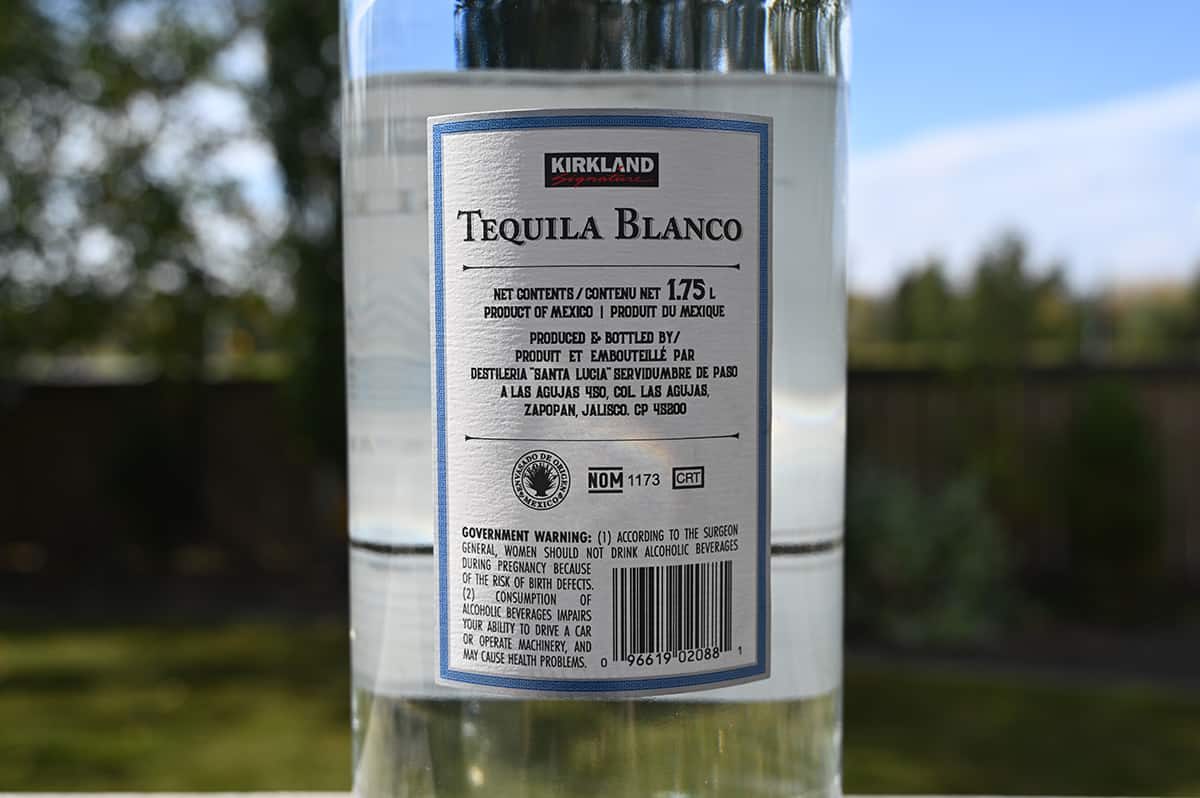 KIRKLAND
Signature
TEQUILA BLANCO
NET CONTENTS / CONTENU NET 1.75 L
PRODUCT OF MEXICO | PRODUIT DU MEXIQUE
PRODUCED & BOTTLED BY/
PRODUIT ET EMBOUTEILLÉ PAR
DESTILERIA "SANTA LUCIA" SERVIDUMBRE DE PASO
A LAS AGUJAS 450, COL. LAS AGUJAS,
ZAPOPAN, JALISCO. CP 45200
ENVASADO DE ORIGEN
MEXICO
NOM 1173 CRT
GOVERNMENT WARNING: (1) ACCORDING TO THE SURGEON
GENERAL, WOMEN SHOULD NOT DRINK ALCOHOLIC BEVERAGES
DURING PREGNANCY BECAUSE
OF THE RISK OF BIRTH DEFECTS.
(2) CONSUMPTION OF
ALCOHOLIC BEVERAGES IMPAIRS
YOUR ABILITY TO DRIVE A CAR
OR OPERATE MACHINERY, AND
MAY CAUSE HEALTH PROBLEMS.
0 96619 02088 1